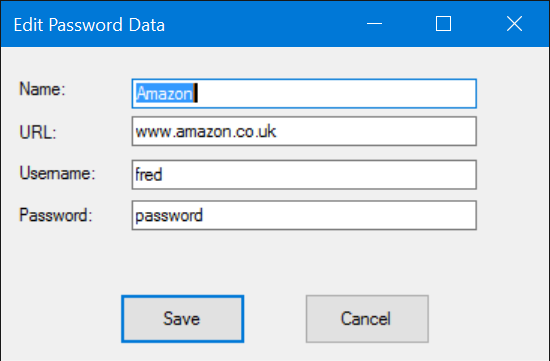 Edit Password Data
Name: Amazon
URL: www.amazon.co.uk
Username: fred
Password: password
Save Cancel